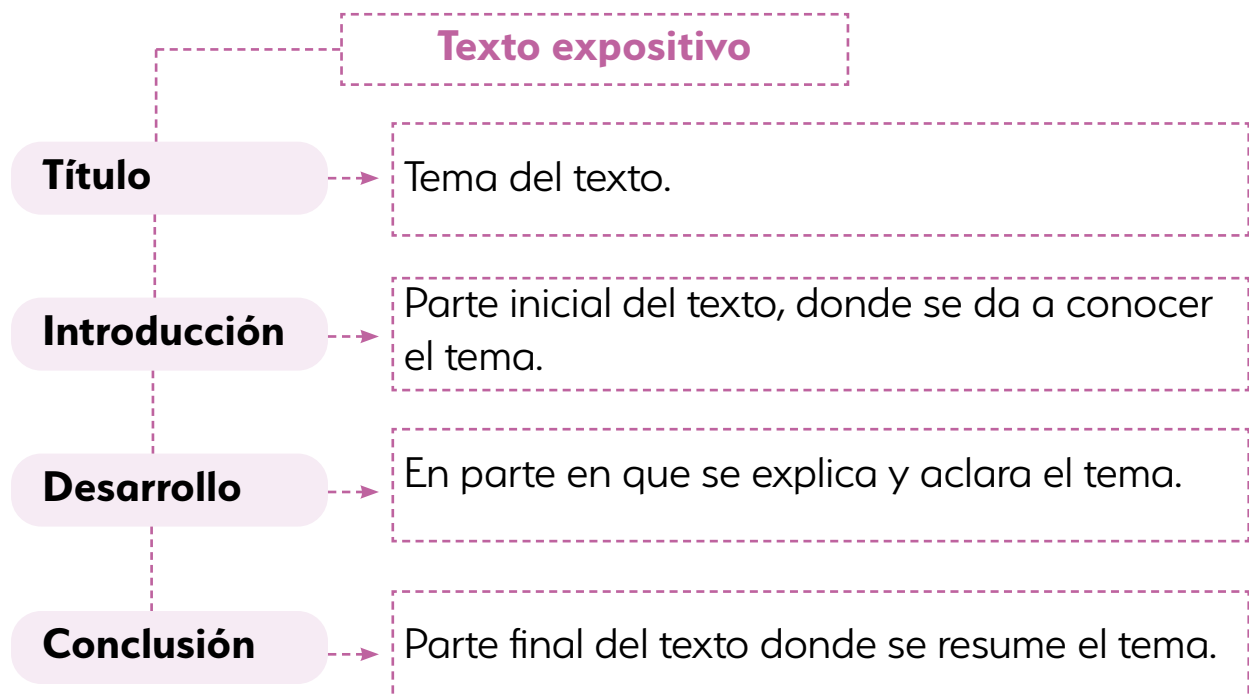 Texto expositivo
Título
Tema del texto.
Introducción
Parte inicial del texto, donde se da a conocer
el tema.
Desarrollo
En parte en que se explica y aclara el tema.
Conclusión
Parte final del texto donde se resume el tema.